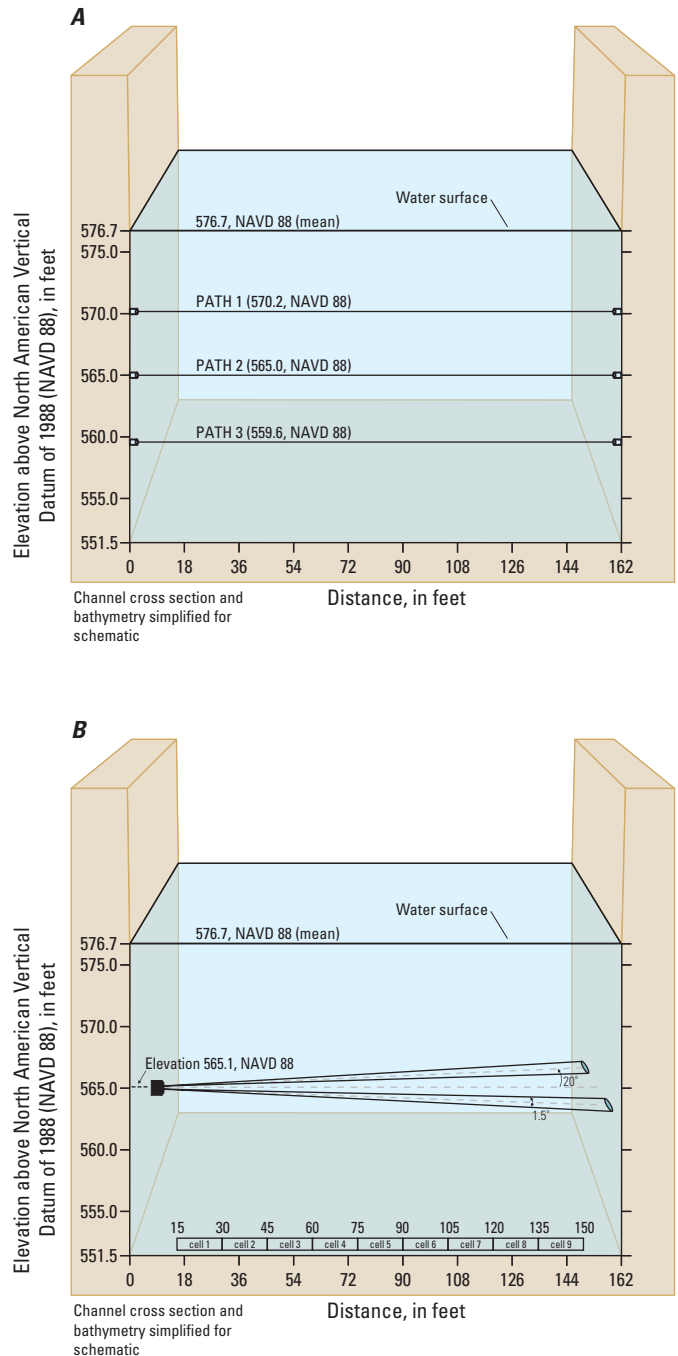 A
Elevation above North American Vertical
Datum of 1988 (NAVD 88), in feet
Water surface
576.7, NAVD 88 (mean)
576.7
575.0
PATH 1 (570.2, NAVD 88)
570.0
PATH 2 (565.0, NAVD 88)
565.0
PATH 3 (559.6, NAVD 88)
560.0
555.0
551.5
0 18 36 54 72 90 108 126 144 162
Distance, in feet
Channel cross section and
bathymetry simplified for
schematic
B
Elevation above North American Vertical
Datum of 1988 (NAVD 88), in feet
Water surface
576.7, NAVD 88 (mean)
576.7
575.0
570.0
Elevation 565.1, NAVD 88
565.0
20°
1.5°
560.0
555.0
15 30 45 60 75 90 105 120 135 150
cell 1 cell 2 cell 3 cell 4 cell 5 cell 6 cell 7 cell 8 cell 9
551.5
0 18 36 54 72 90 108 126 144 162
Distance, in feet
Channel cross section and
bathymetry simplified for
schematic